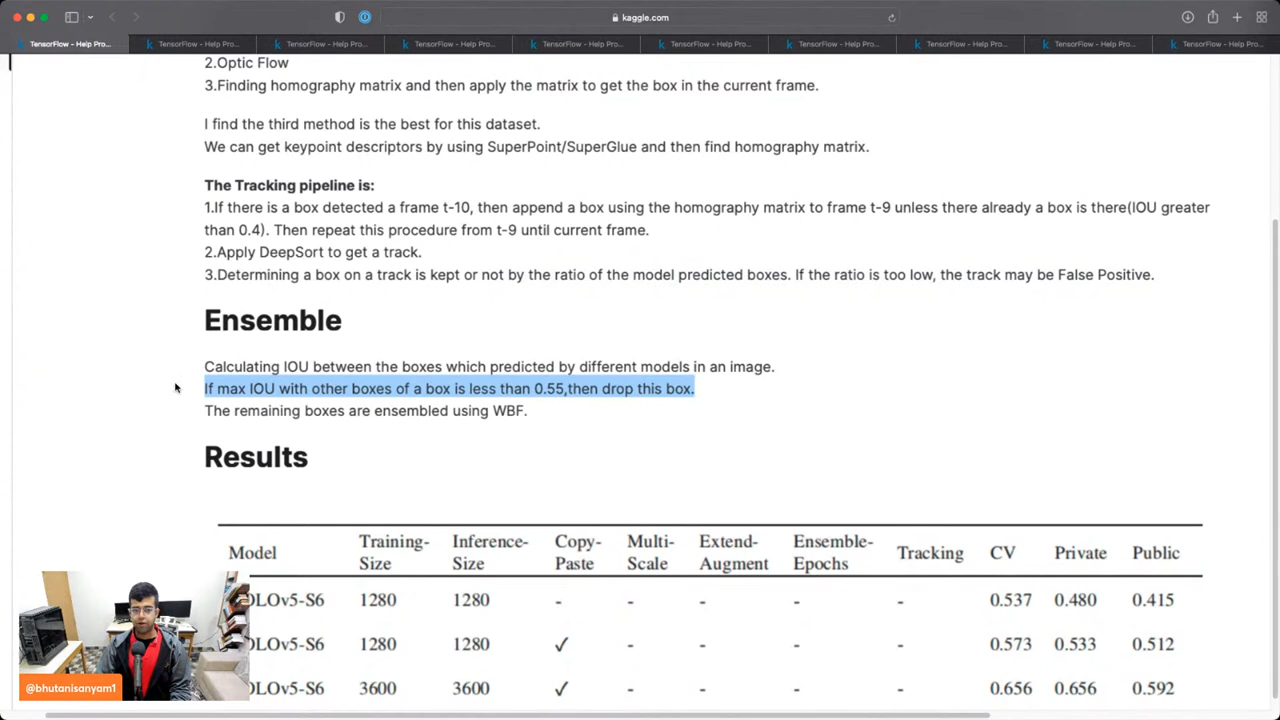 kaggle.com
TensorFlow - Help Pro... TensorFlow - Help Pro... TensorFlow - Help Pro... TensorFlow - Help Pro... TensorFlow - Help Pro... TensorFlow - Help Pro... TensorFlow - Help Pro... TensorFlow - Help Pro... TensorFlow - Help Pro... TensorFlow - Help Pro...
2.Optic Flow
3.Finding homography matrix and then apply the matrix to get the box in the current frame.
I find the third method is the best for this dataset.
We can get keypoint descriptors by using SuperPoint/SuperGlue and then find homography matrix.
The Tracking pipeline is:
1.If there is a box detected a frame t-10, then append a box using the homography matrix to frame t-9 unless there already a box is there(IOU greater
than 0.4). Then repeat this procedure from t-9 until current frame.
2.Apply DeepSort to get a track.
3.Determining a box on a track is kept or not by the ratio of the model predicted boxes. If the ratio is too low, the track may be False Positive.
Ensemble
Calculating IOU between the boxes which predicted by different models in an image.
If max IOU with other boxes of a box is less than 0.55,then drop this box.
The remaining boxes are ensembled using WBF.
Results
Model Training-Size Inference-Size Copy-Paste Multi-Scale Extend-Augment Ensemble-Epochs Tracking CV Private Public
OLOv5-S6 1280 1280 - - - - - 0.537 0.480 0.415
OLOv5-S6 1280 1280 ✓ - - - - 0.573 0.533 0.512
OLOv5-S6 3600 3600 ✓ - - - - 0.656 0.656 0.592
@bhutanisanyam1